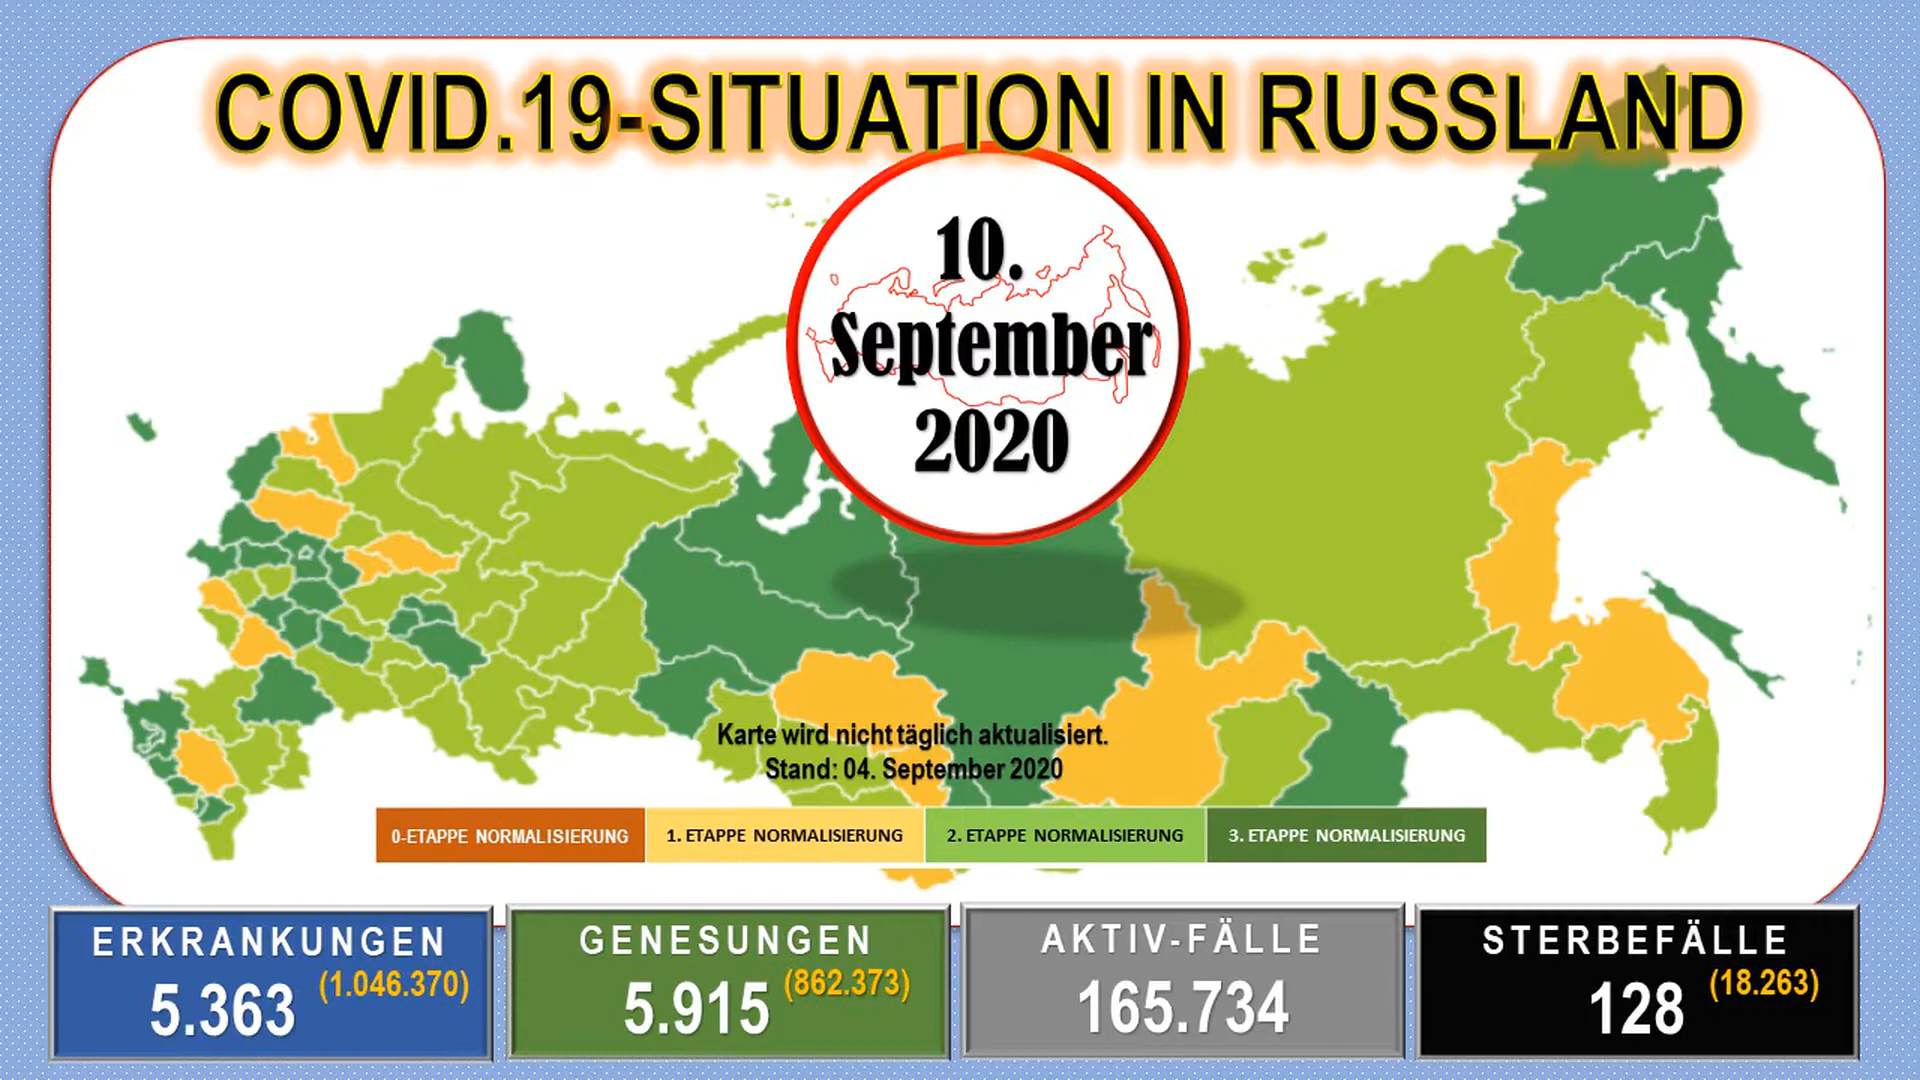 COVID.19-SITUATION IN RUSSLAND
10.
September
2020
Karte wird nicht täglich aktualisiert.
Stand: 04. September 2020
0-ETAPPE NORMALISIERUNG
1. ETAPPE NORMALISIERUNG
2. ETAPPE NORMALISIERUNG
3. ETAPPE NORMALISIERUNG
ERKRANKUNGEN
5.363 (1.046.370)
GENESUNGEN
5.915 (862.373)
AKTIV-FÄLLE
165.734
STERBEFÄLLE
128 (18.263)